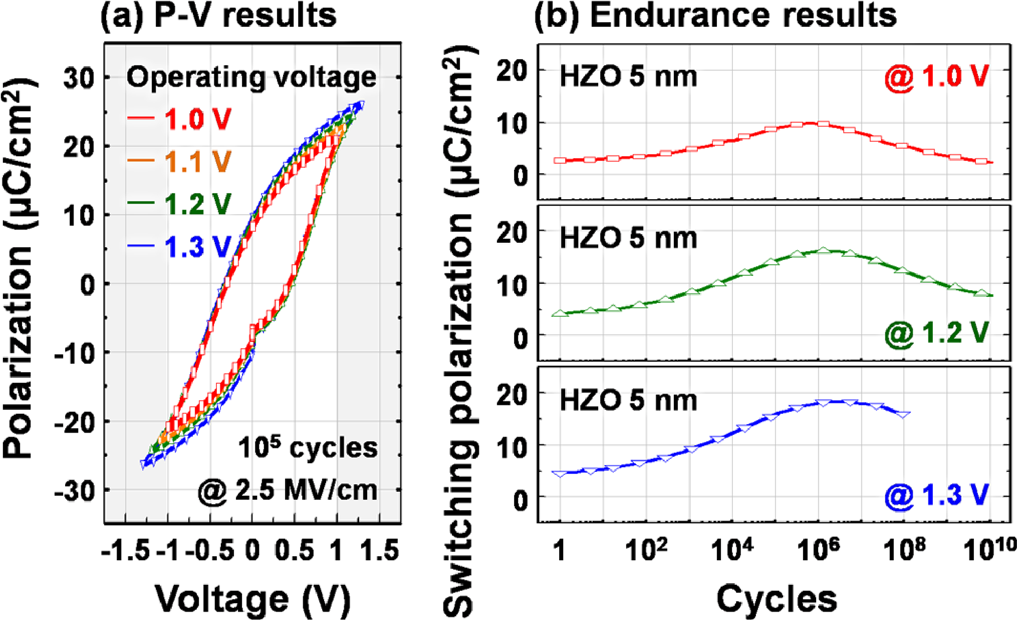 (a) P-V results
Polarization (μC/cm²)
30
20
10
0
-10
-20
-30
Operating voltage
1.0 V
1.1 V
1.2 V
1.3 V
10⁵ cycles
@ 2.5 MV/cm
-1.5 -1.0 -0.5 0 0.5 1.0 1.5
Voltage (V)
(b) Endurance results
Switching polarization (μC/cm²)
20
10
0
HZO 5 nm
@ 1.0 V
20
10
0
HZO 5 nm
@ 1.2 V
20
10
0
HZO 5 nm
@ 1.3 V
1 10² 10⁴ 10⁶ 10⁸ 10¹⁰
Cycles